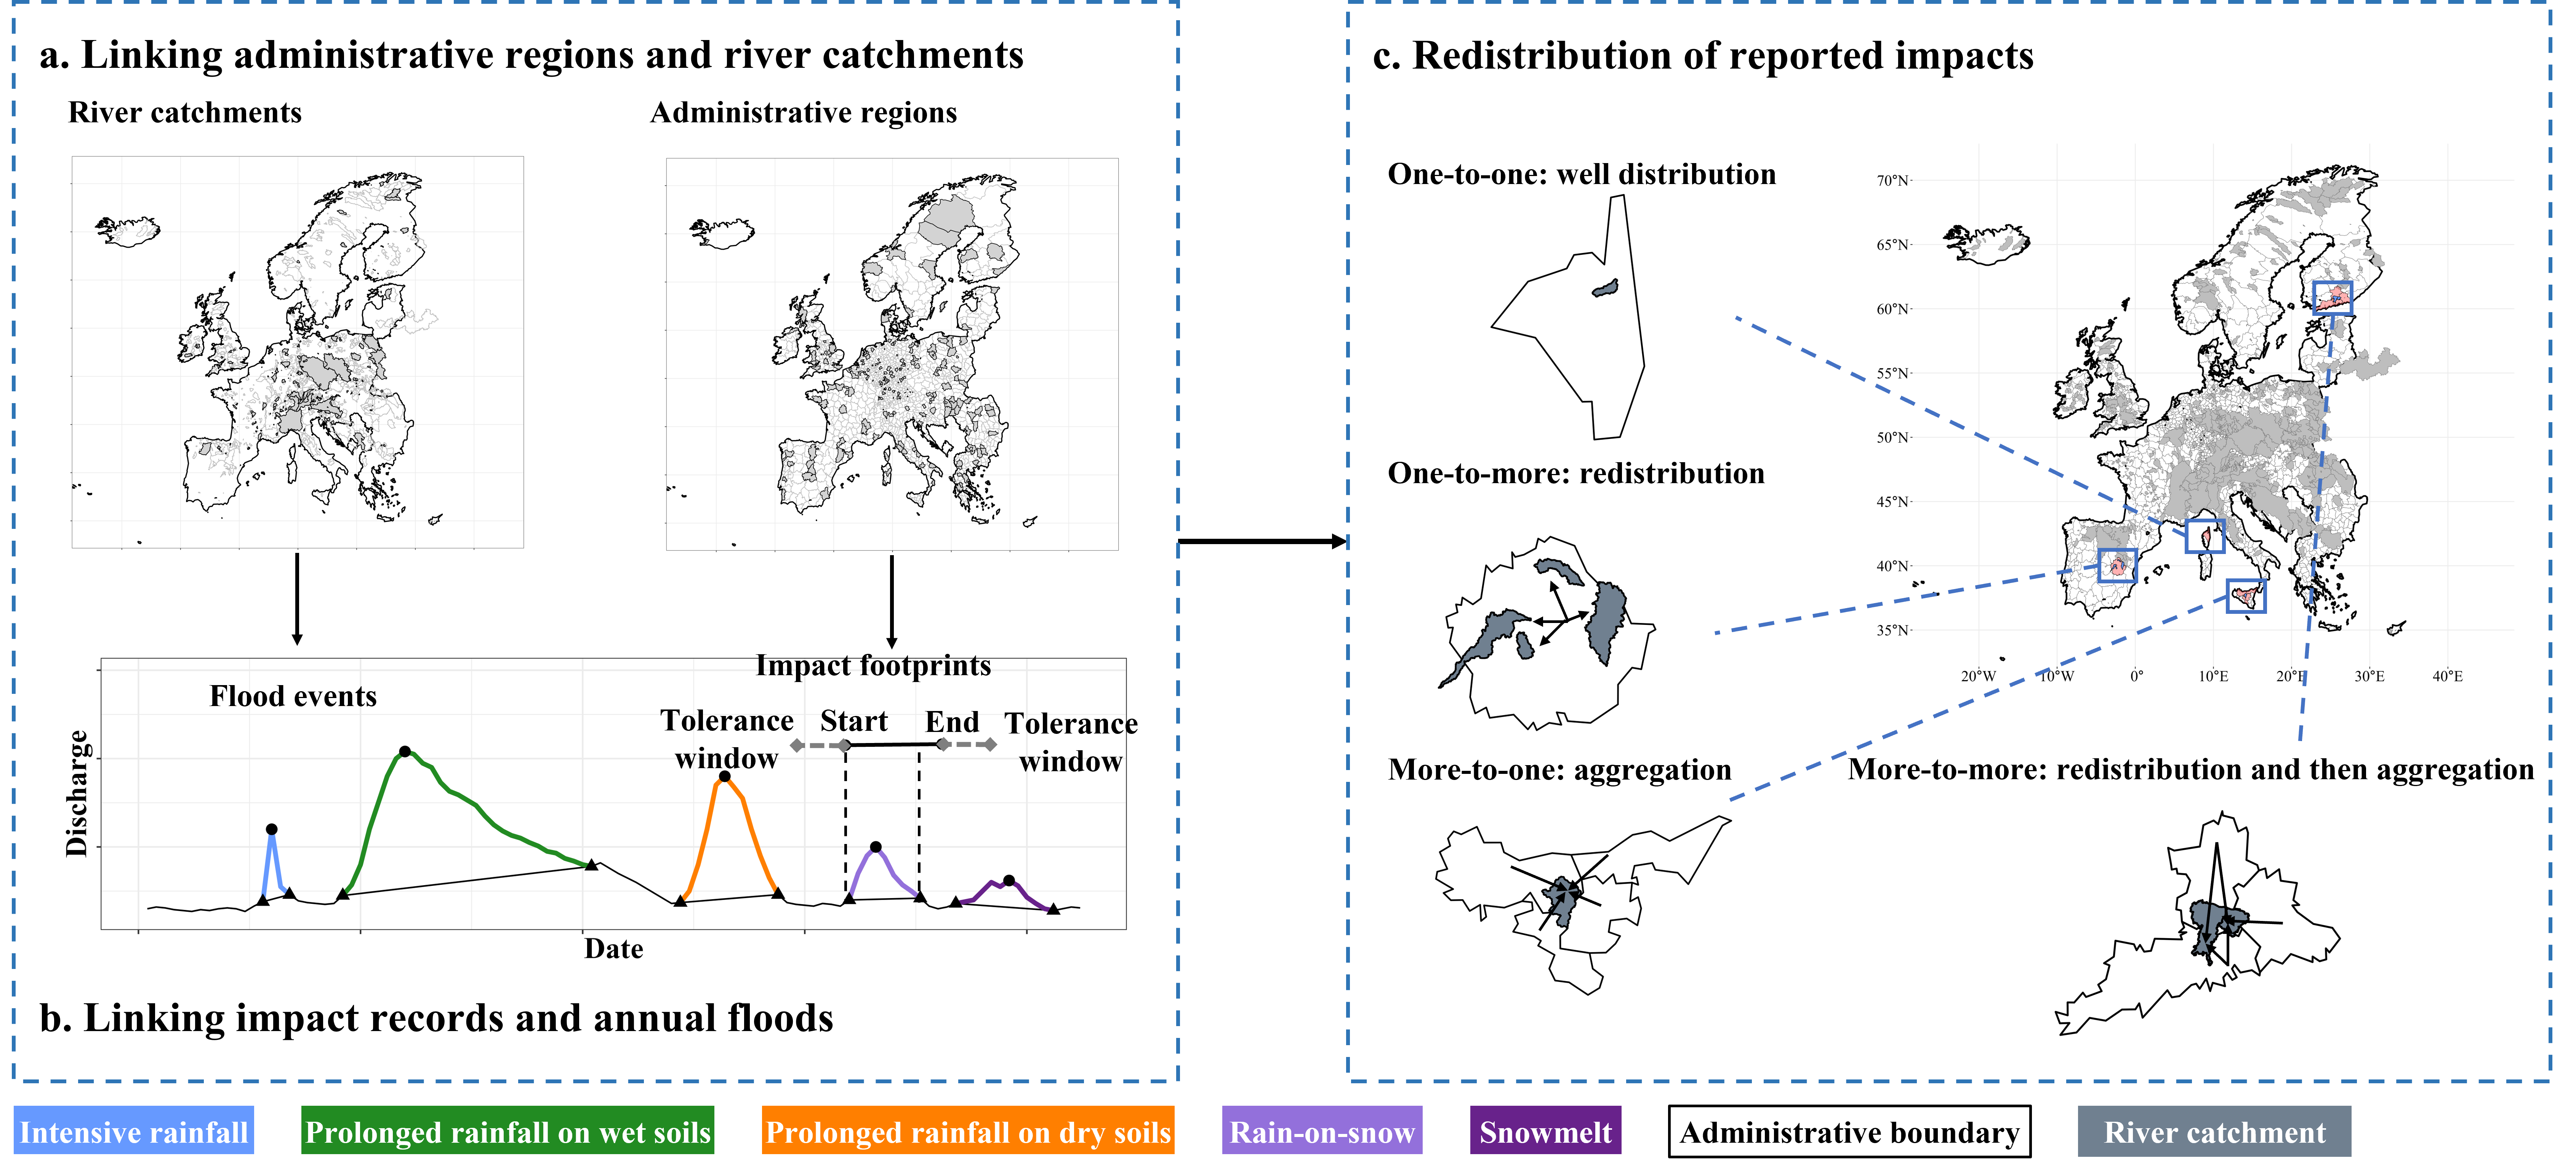 a. Linking administrative regions and river catchments
River catchments
Administrative regions
Impact footprints
Flood events
Tolerance
window
Start
End
Tolerance
window
Discharge
Date
b. Linking impact records and annual floods
c. Redistribution of reported impacts
One-to-one: well distribution
One-to-more: redistribution
More-to-one: aggregation
More-to-more: redistribution and then aggregation
70°N
65°N
60°N
55°N
50°N
45°N
40°N
35°N
20°W
10°W
0°
10°E
20°E
30°E
40°E
Intensive rainfall
Prolonged rainfall on wet soils
Prolonged rainfall on dry soils
Rain-on-snow
Snowmelt
Administrative boundary
River catchment